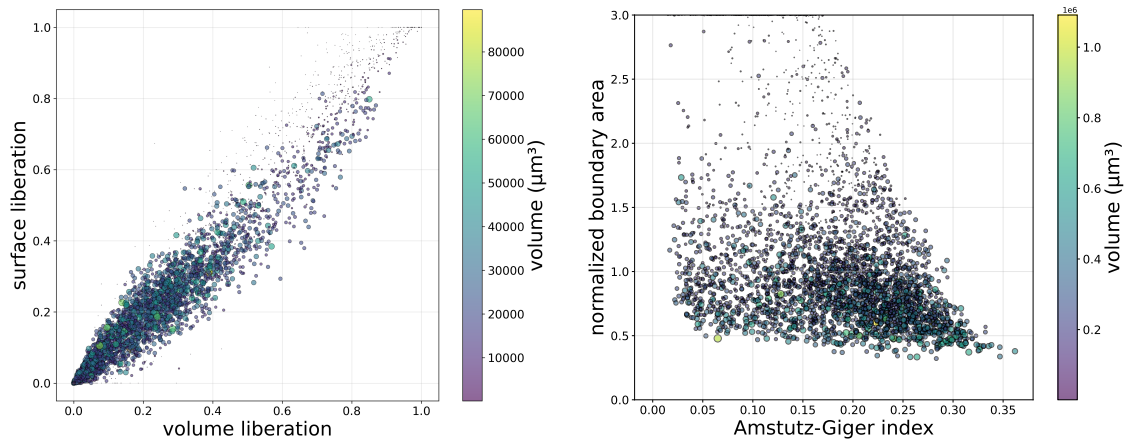 1.0
0.8
0.6
0.4
0.2
0.0
surface liberation
0.0 0.2 0.4 0.6 0.8 1.0
volume liberation
80000
70000
60000
50000
40000
30000
20000
10000
volume (μm³)
3.0
2.5
2.0
1.5
1.0
0.5
0.0
normalized boundary area
0.00 0.05 0.10 0.15 0.20 0.25 0.30 0.35
Amstutz-Giger index
1e6
1.0
0.8
0.6
0.4
0.2
volume (μm³)